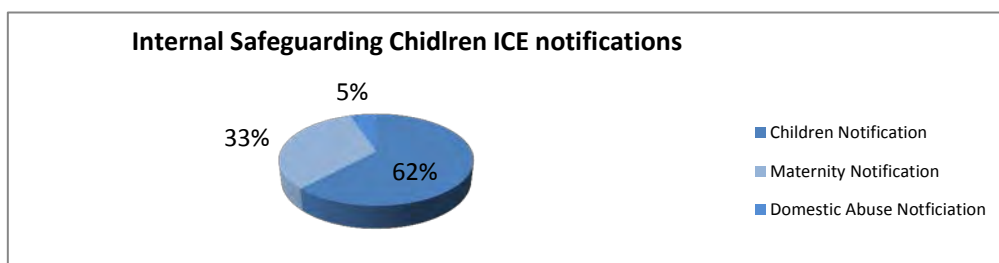 Internal Safeguarding Chidlren ICE notifications
5%
33%
62%
Children Notification
Maternity Notification
Domestic Abuse Notficiation